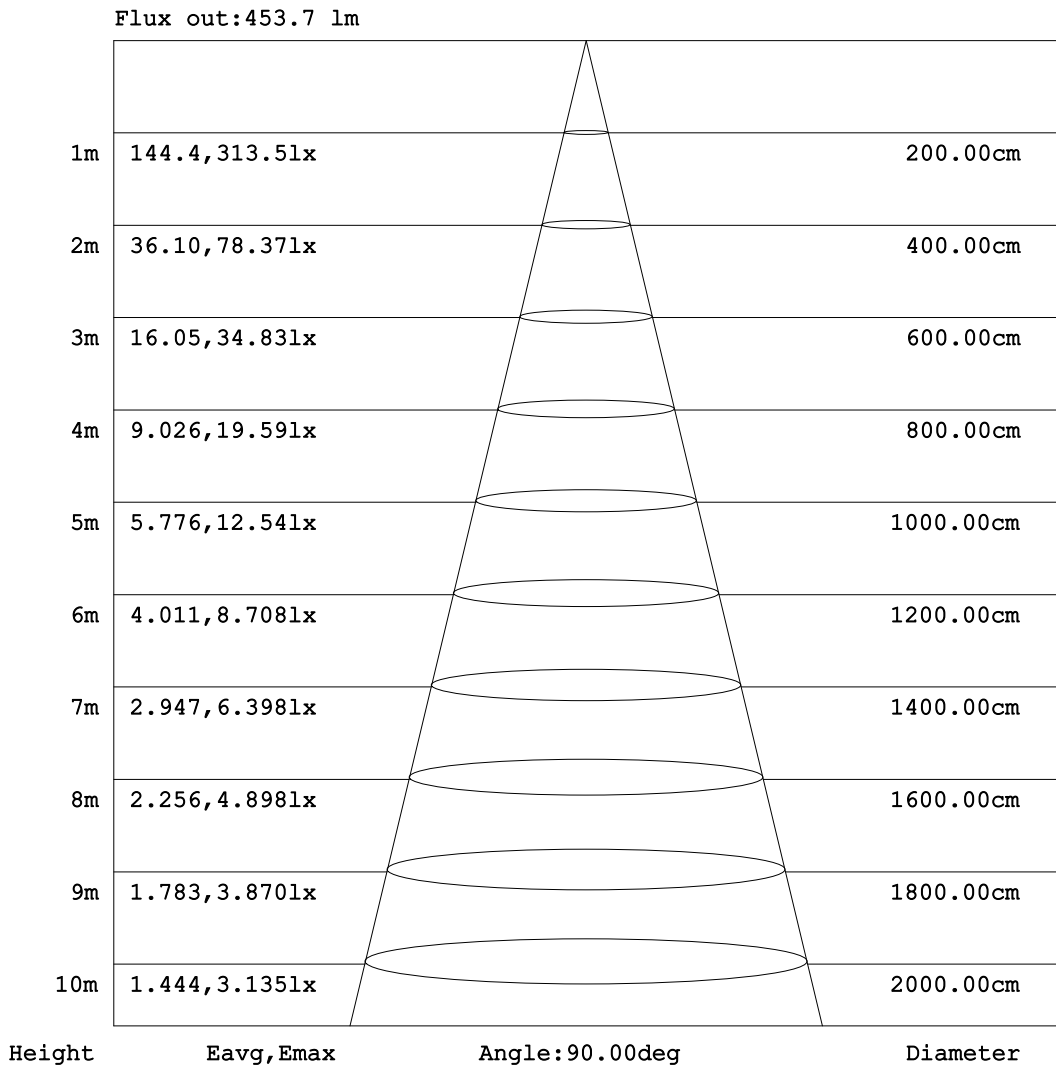 Flux out:453.7 lm
1m 144.4,313.5lx 200.00cm
2m 36.10,78.37lx 400.00cm
3m 16.05,34.83lx 600.00cm
4m 9.026,19.59lx 800.00cm
5m 5.776,12.54lx 1000.00cm
6m 4.011,8.708lx 1200.00cm
7m 2.947,6.398lx 1400.00cm
8m 2.256,4.898lx 1600.00cm
9m 1.783,3.870lx 1800.00cm
10m 1.444,3.135lx 2000.00cm
Height Eavg,Emax Angle:90.00deg Diameter